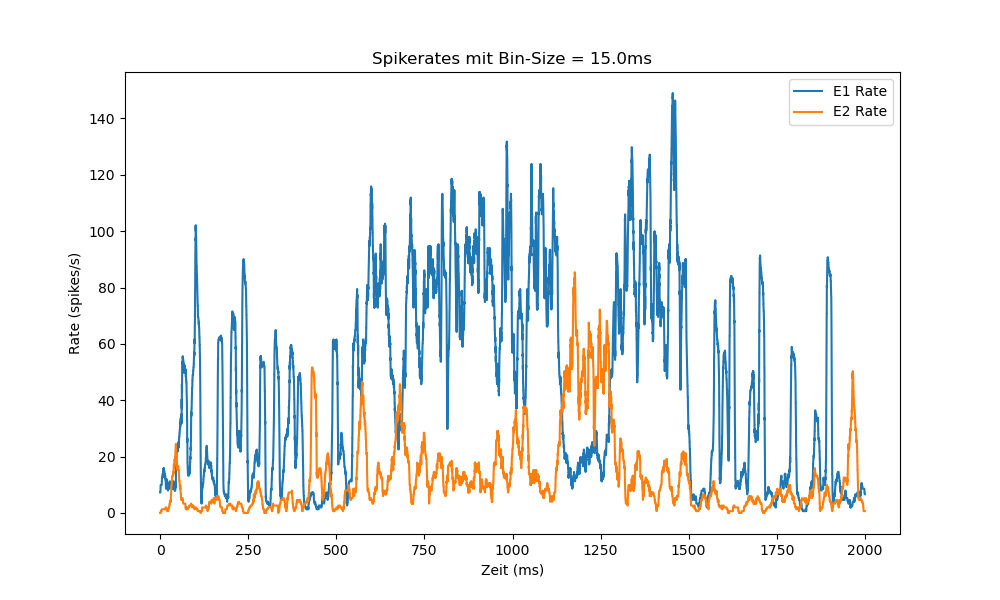 Spikerates mit Bin-Size = 15.0ms
E1 Rate
E2 Rate
Rate (spikes/s)
140
120
100
80
60
40
20
0
0 250 500 750 1000 1250 1500 1750 2000
Zeit (ms)